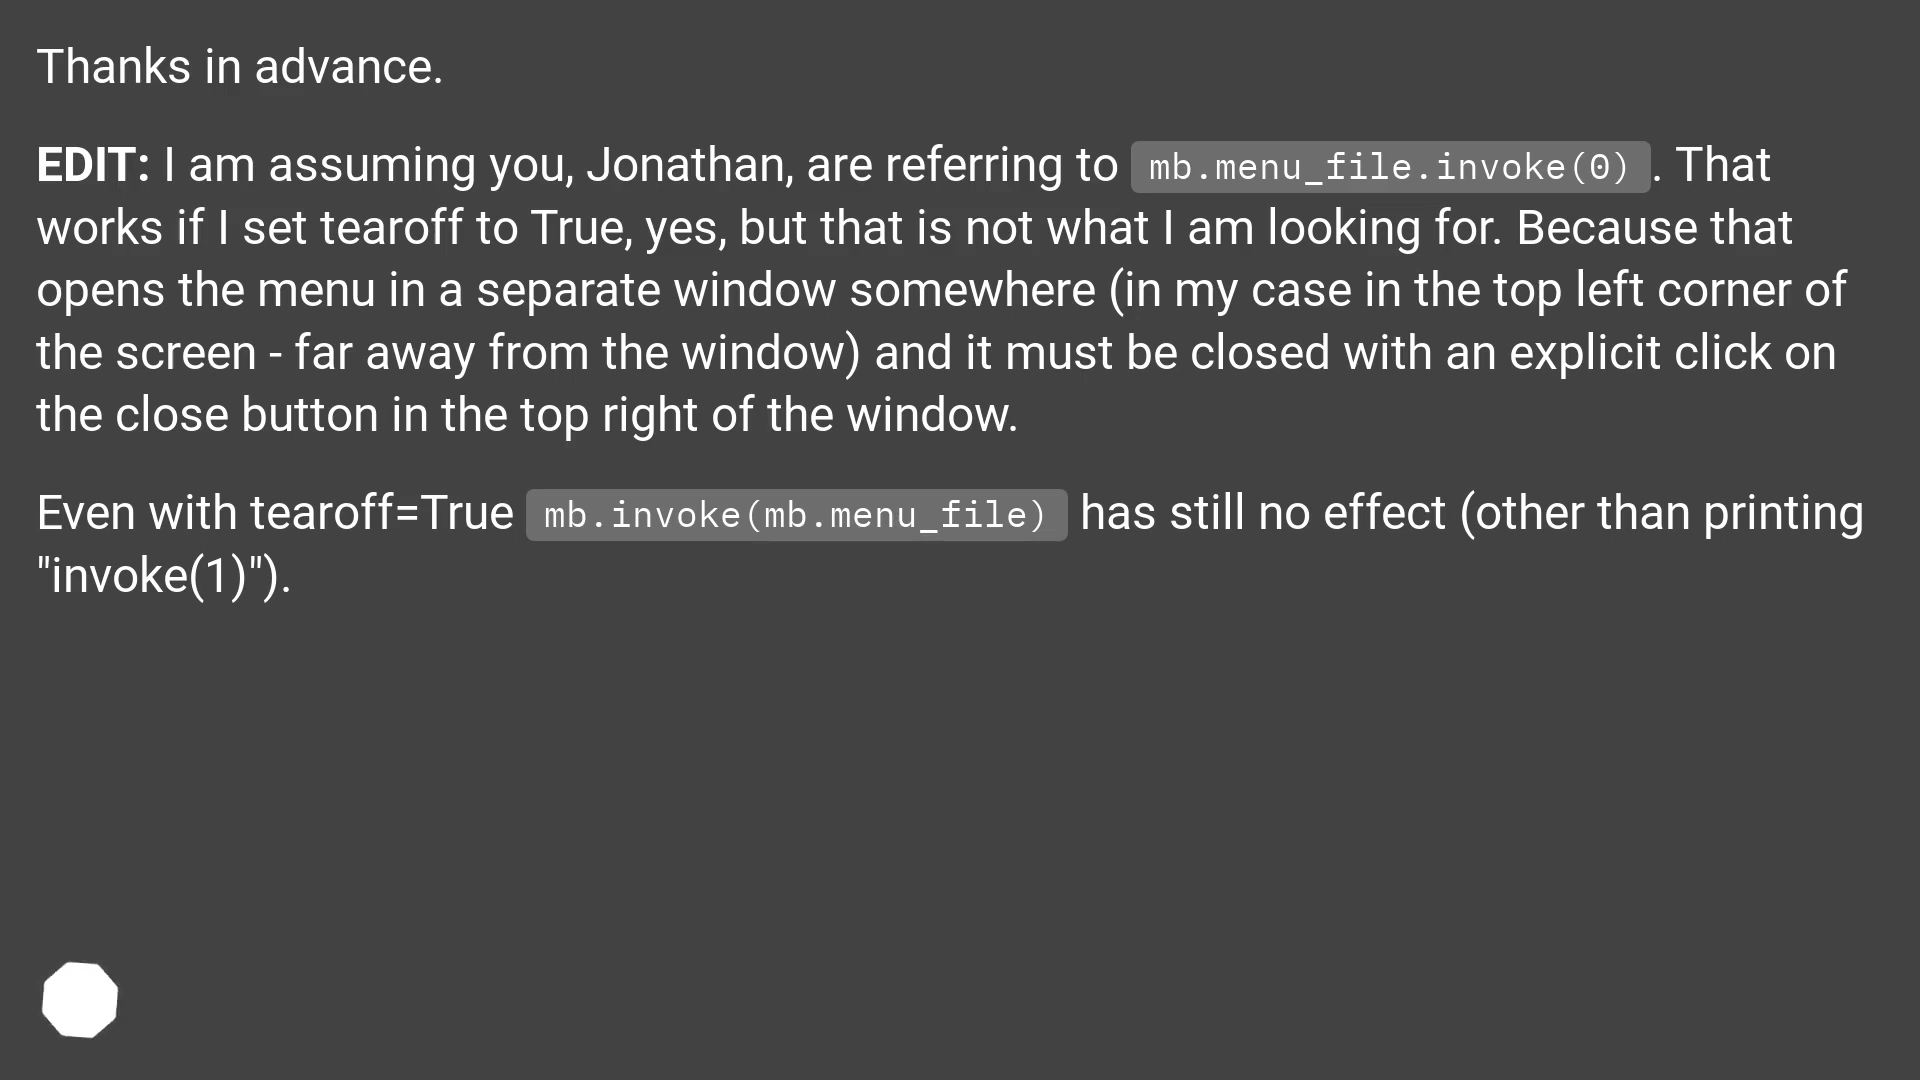 Thanks in advance.
EDIT: I am assuming you, Jonathan, are referring to mb.menu_file.invoke(0) . That
works if I set tearoff to True, yes, but that is not what I am looking for. Because that
opens the menu in a separate window somewhere (in my case in the top left corner of
the screen - far away from the window) and it must be closed with an explicit click on
the close button in the top right of the window.
Even with tearoff=True mb.invoke(mb.menu_file) has still no effect (other than printing
"invoke(1)").